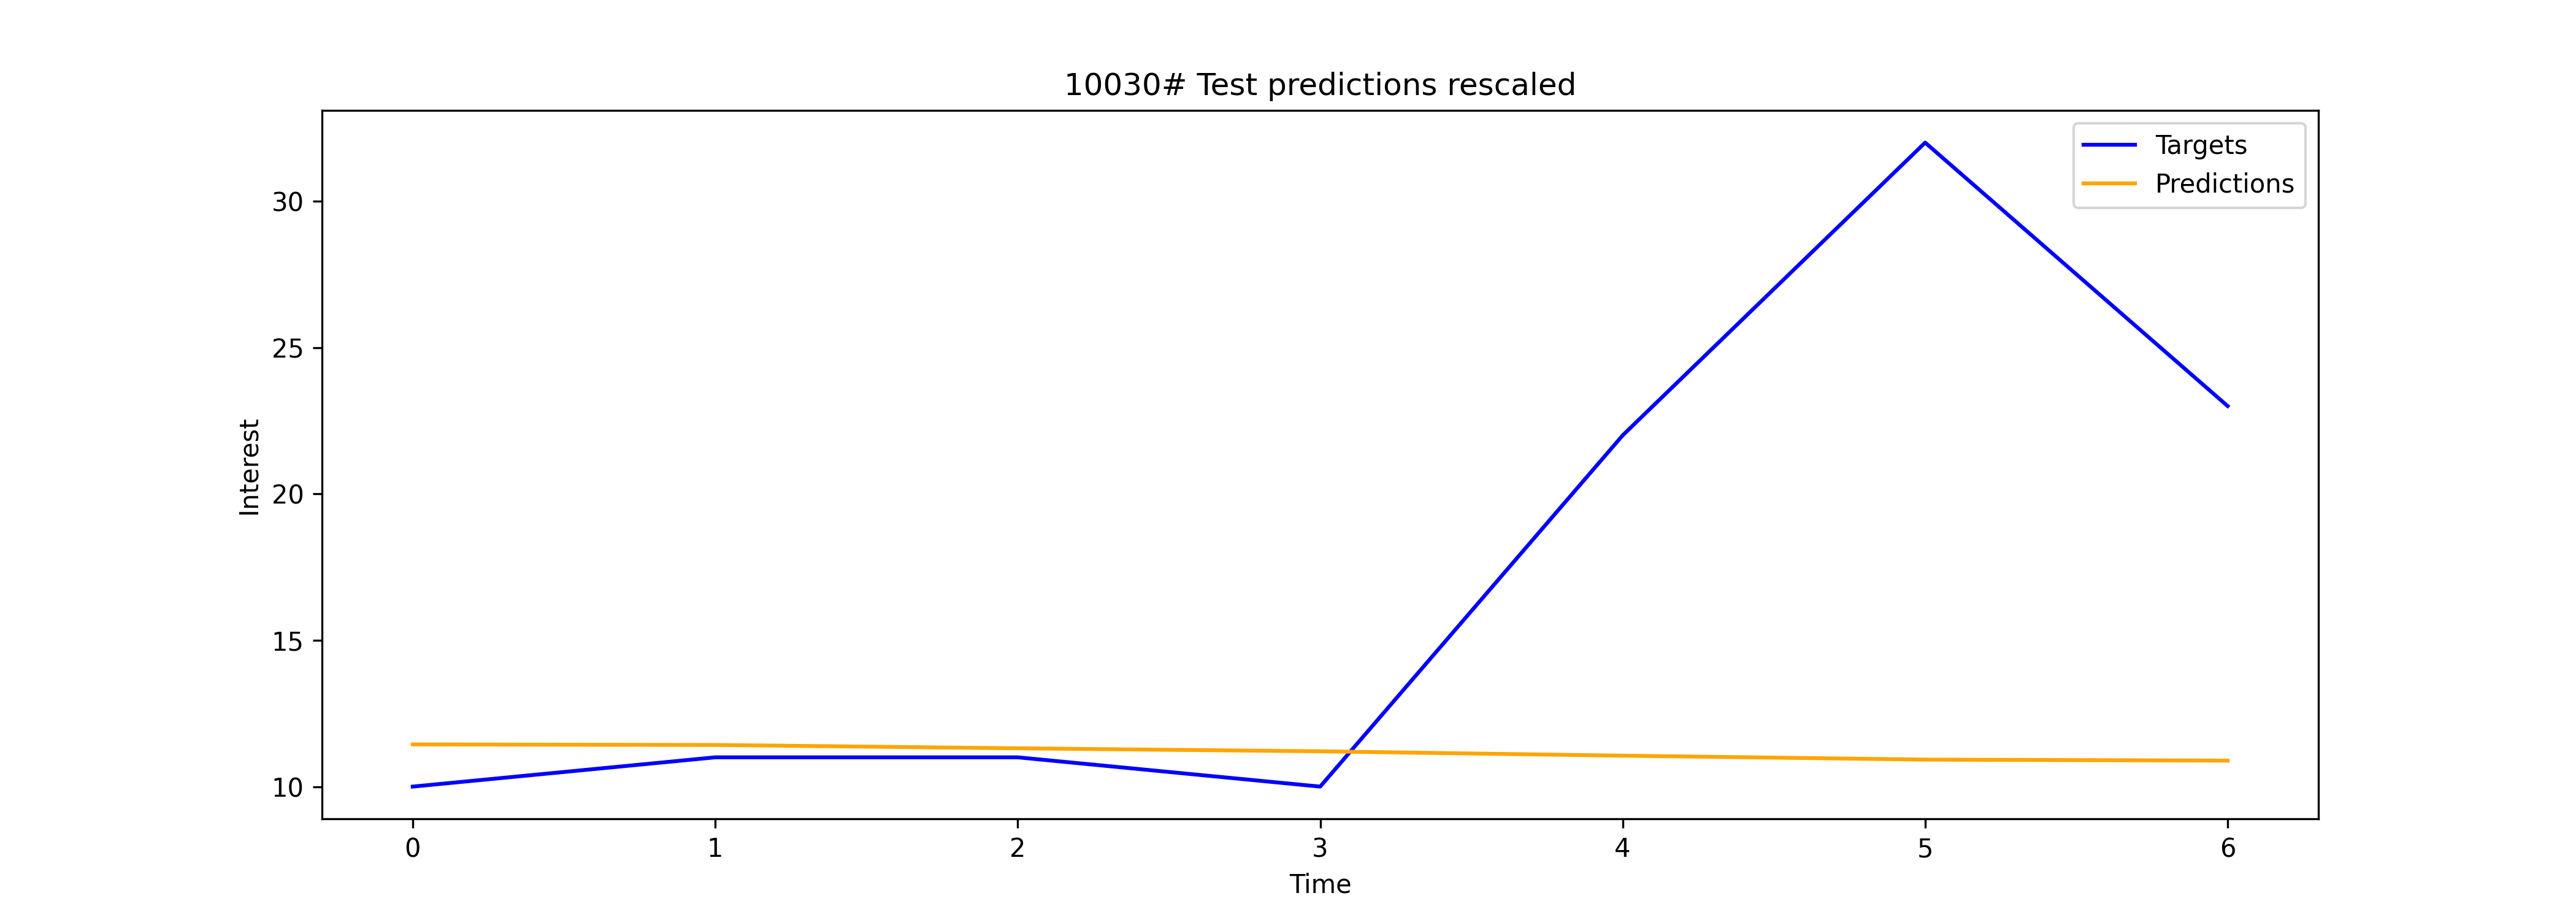 10030# Test predictions rescaled
Targets
Predictions
30
25
20
15
10
Interest
0 1 2 3 4 5 6
Time